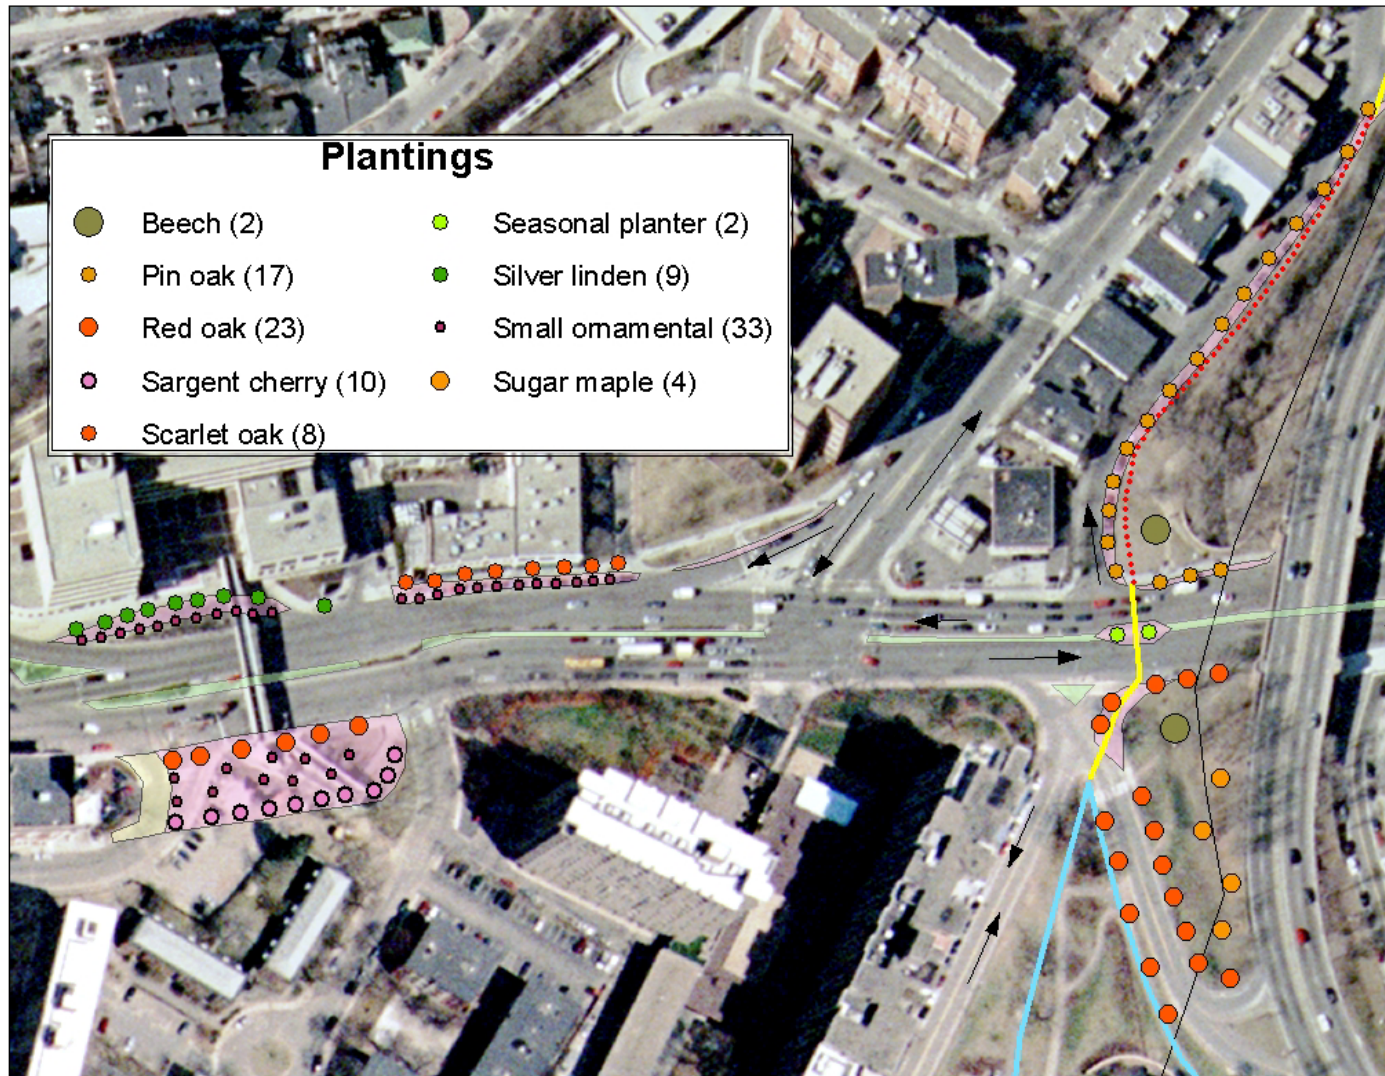 Plantings
Beech (2)
Seasonal planter (2)
Pin oak (17)
Silver linden (9)
Red oak (23)
Small ornamental (33)
Sargent cherry (10)
Sugar maple (4)
Scarlet oak (8)